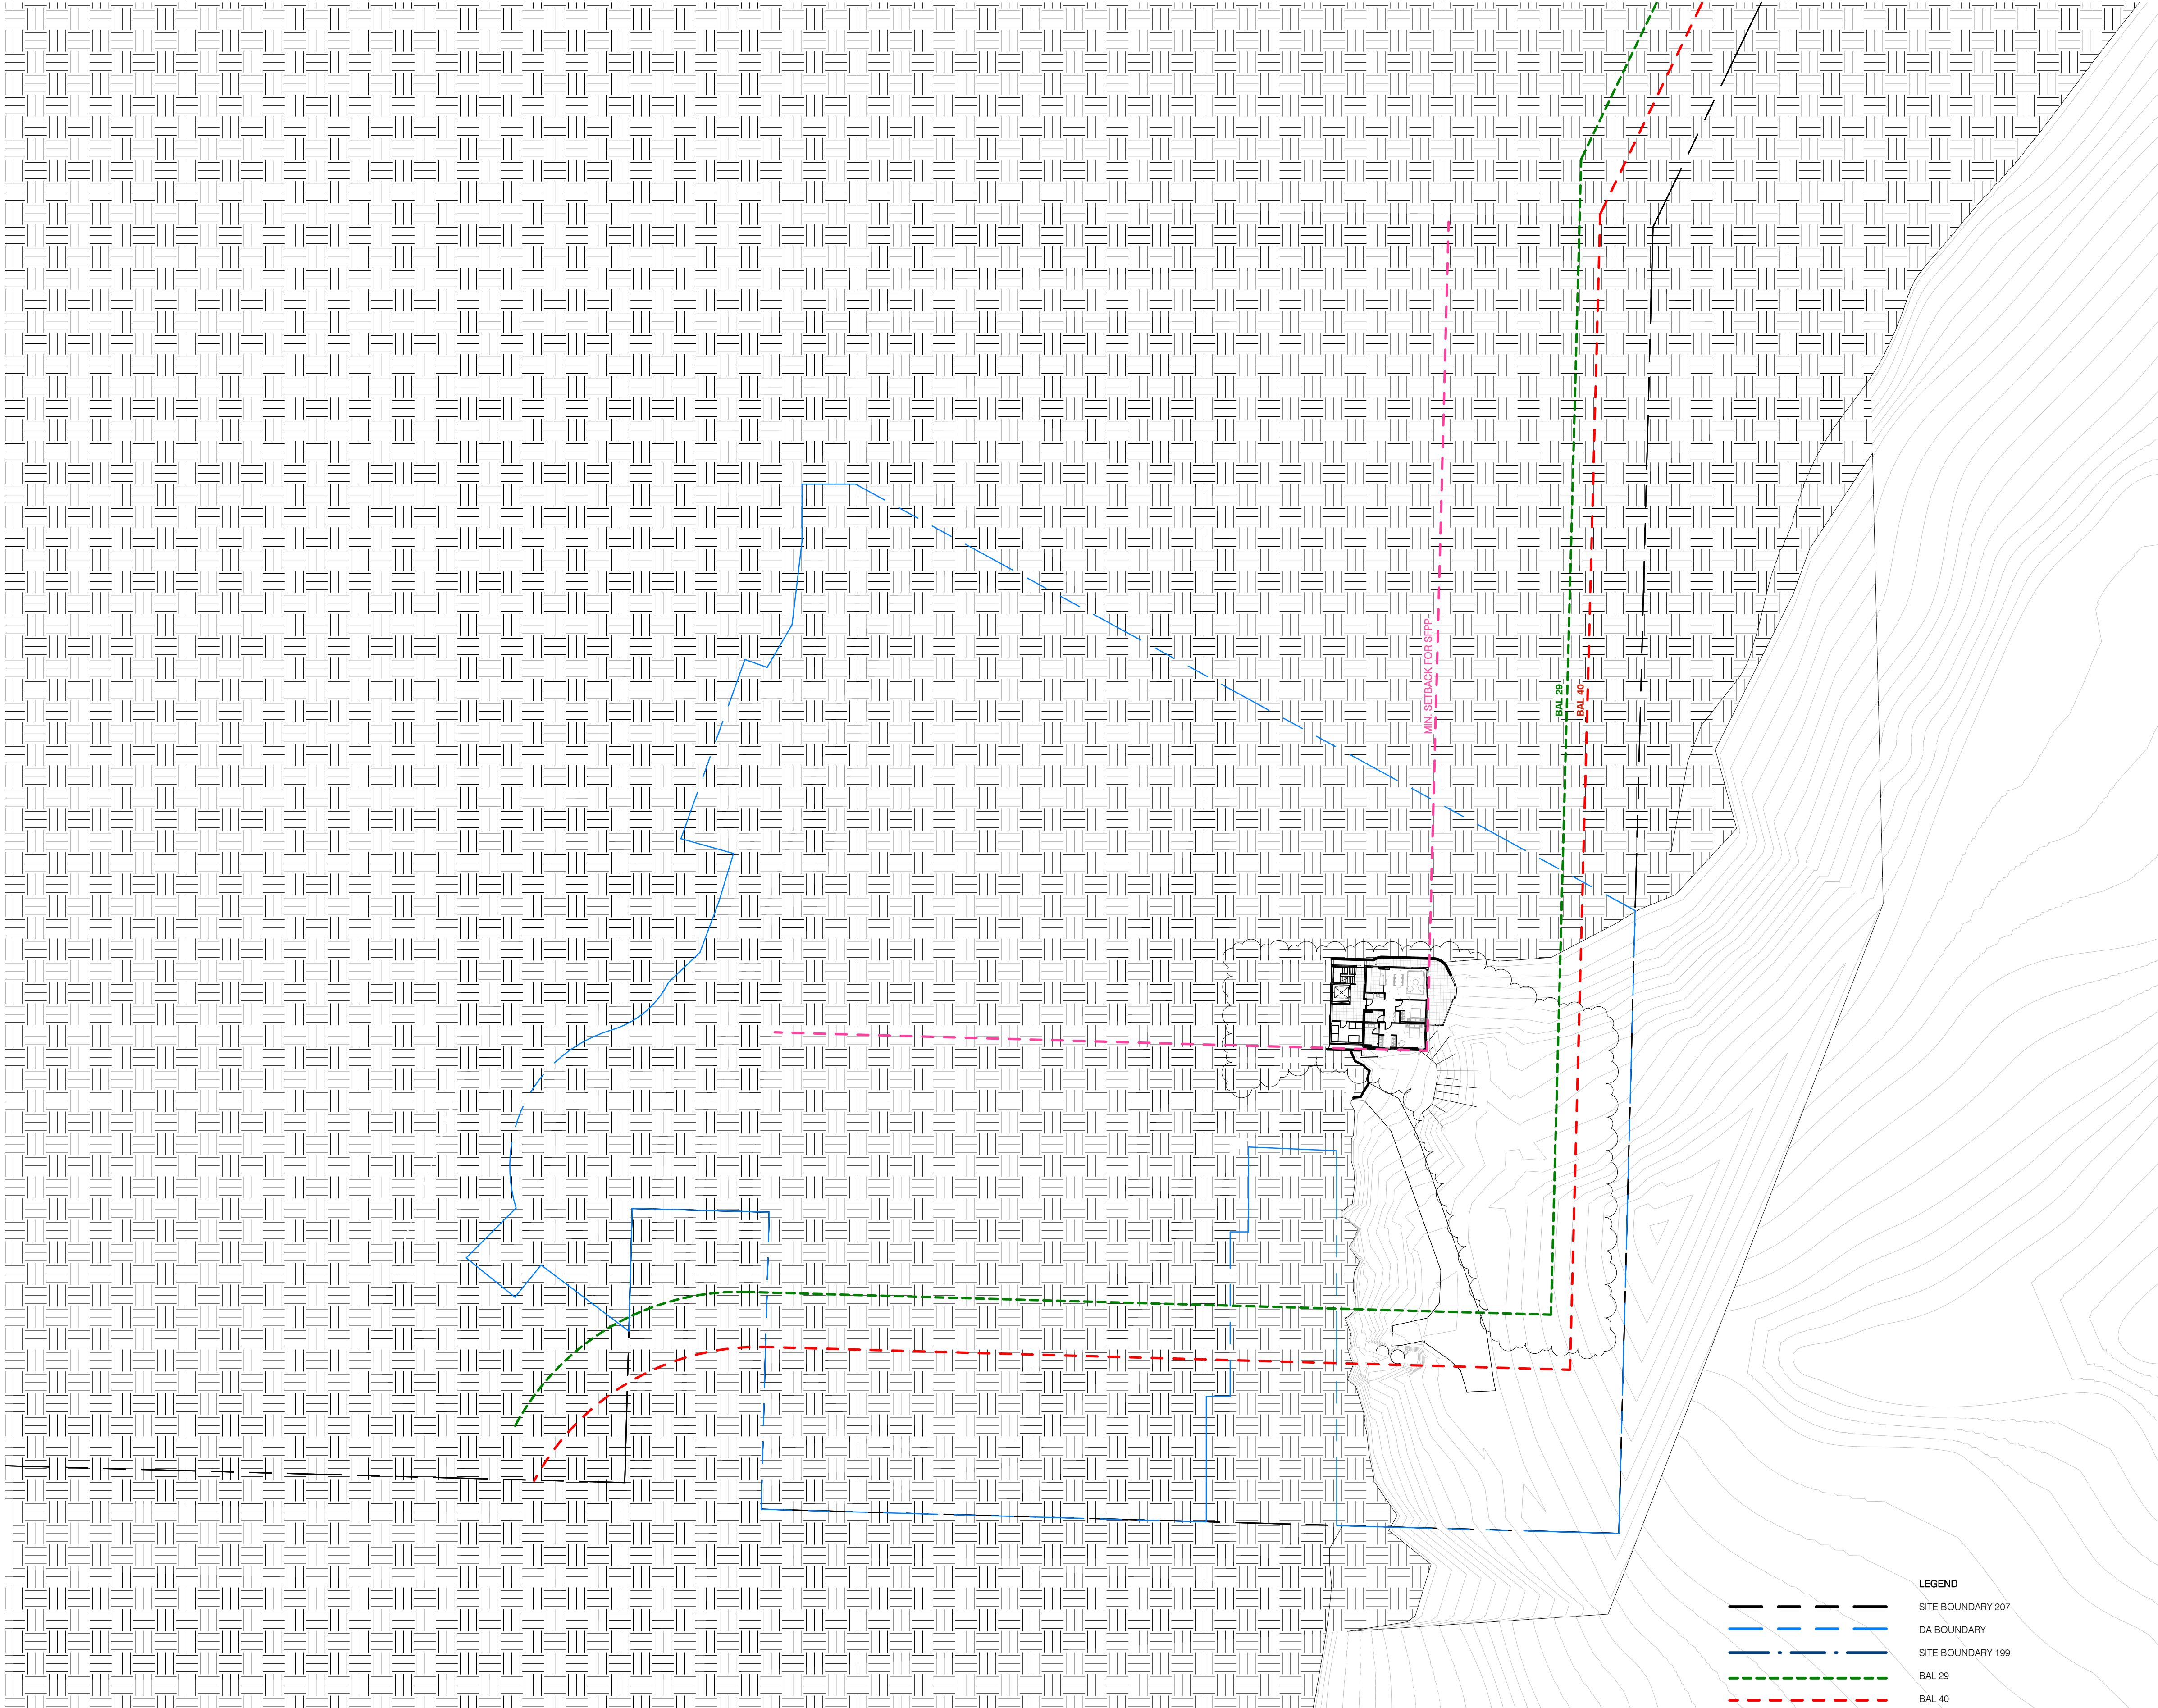 MIN. SETBACK FOR SFPP
BAL 29
BAL 40
LEGEND
SITE BOUNDARY 207
DA BOUNDARY
SITE BOUNDARY 199
BAL 29
BAL 40